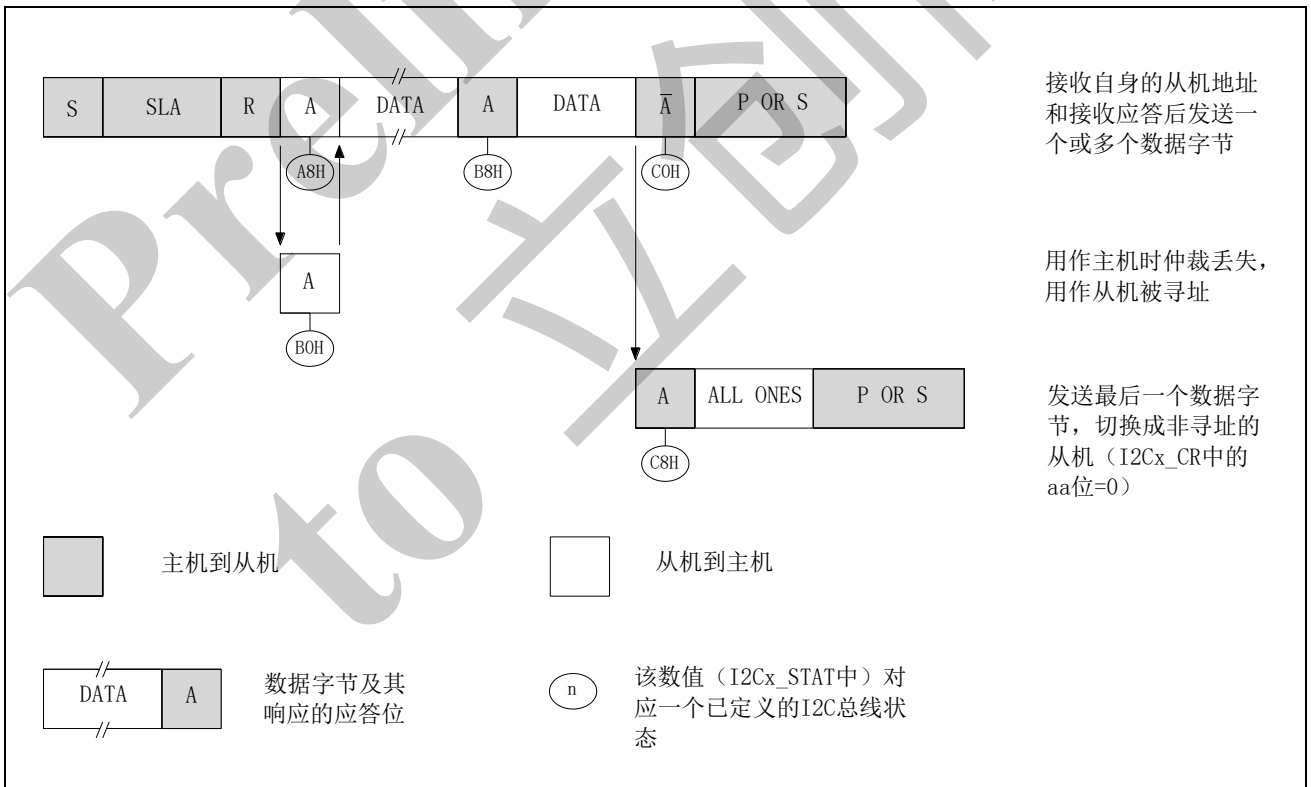 S SLA R A DATA A DATA A̅ P OR S
接收自身的从机地址
和接收应答后发送一
个或多个数据字节
A8H B8H C0H
A
B0H
用作主机时仲裁丢失，
用作从机被寻址
A ALL ONES P OR S
C8H
发送最后一个数据字
节，切换成非寻址的
从机（I2Cx_CR中的
aa位=0）
主机到从机
从机到主机
DATA A
数据字节及其
响应的应答位
n
该数值（I2Cx_STAT中）对
应一个已定义的I2C总线状
态
to 立创